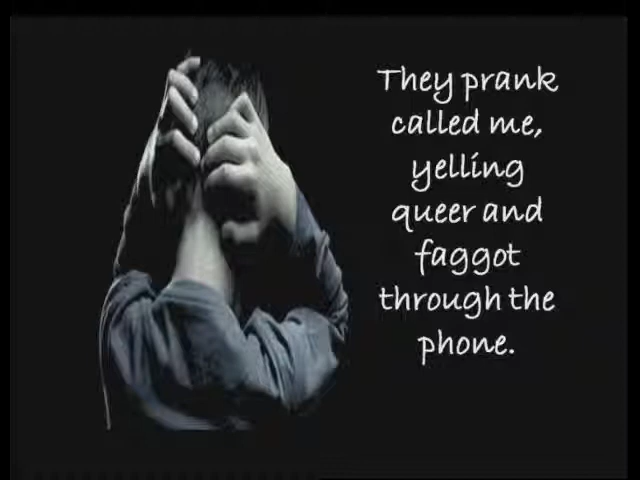 They prank
called me,
yelling
queer and
faggot
through the
phone.